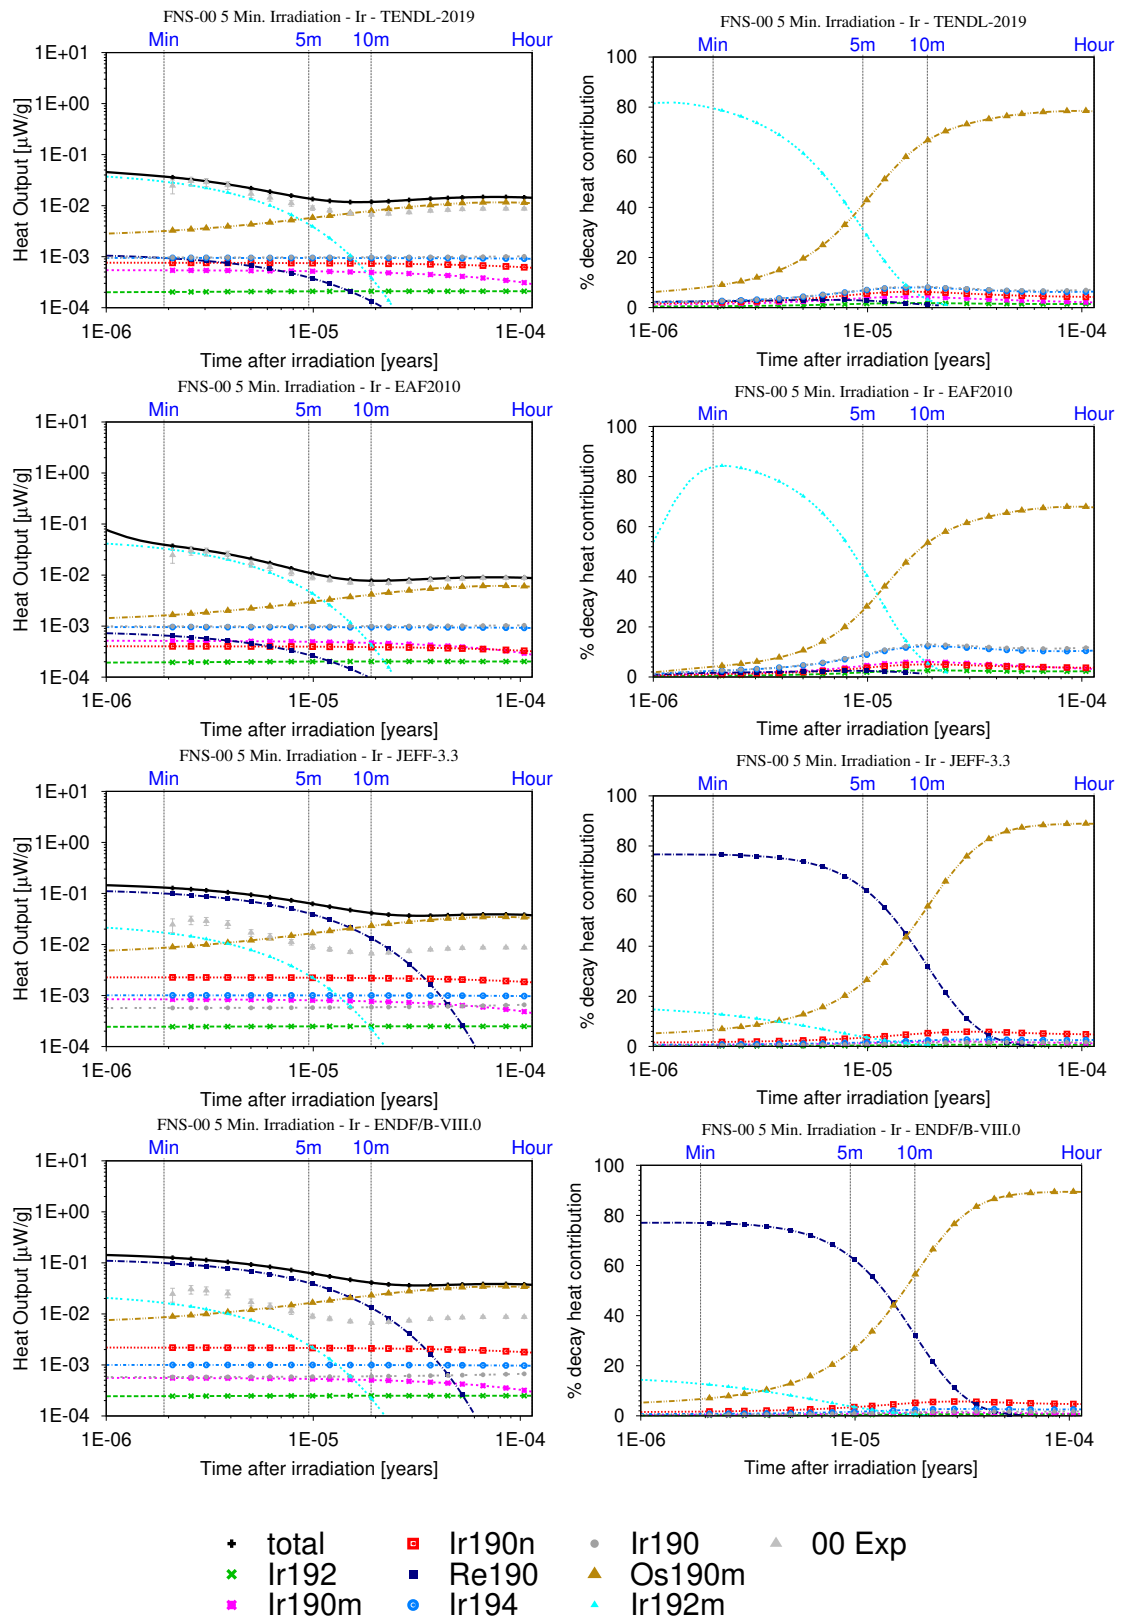 FNS-00 5 Min. Irradiation - Ir - TENDL-2019
Min 5m 10m Hour
1E+01
1E+00
1E-01
1E-02
1E-03
1E-04
Heat Output [µW/g]
1E-06 1E-05 1E-04
Time after irradiation [years]
FNS-00 5 Min. Irradiation - Ir - TENDL-2019
Min 5m 10m Hour
100
80
60
40
20
0
% decay heat contribution
1E-06 1E-05 1E-04
Time after irradiation [years]
FNS-00 5 Min. Irradiation - Ir - EAF2010
Min 5m 10m Hour
1E+01
1E+00
1E-01
1E-02
1E-03
1E-04
Heat Output [µW/g]
1E-06 1E-05 1E-04
Time after irradiation [years]
FNS-00 5 Min. Irradiation - Ir - EAF2010
Min 5m 10m Hour
100
80
60
40
20
0
% decay heat contribution
1E-06 1E-05 1E-04
Time after irradiation [years]
FNS-00 5 Min. Irradiation - Ir - JEFF-3.3
Min 5m 10m Hour
1E+01
1E+00
1E-01
1E-02
1E-03
1E-04
Heat Output [µW/g]
1E-06 1E-05 1E-04
Time after irradiation [years]
FNS-00 5 Min. Irradiation - Ir - JEFF-3.3
Min 5m 10m Hour
100
80
60
40
20
0
% decay heat contribution
1E-06 1E-05 1E-04
Time after irradiation [years]
FNS-00 5 Min. Irradiation - Ir - ENDF/B-VIII.0
Min 5m 10m Hour
1E+01
1E+00
1E-01
1E-02
1E-03
1E-04
Heat Output [µW/g]
1E-06 1E-05 1E-04
Time after irradiation [years]
FNS-00 5 Min. Irradiation - Ir - ENDF/B-VIII.0
Min 5m 10m Hour
100
80
60
40
20
0
% decay heat contribution
1E-06 1E-05 1E-04
Time after irradiation [years]
total Ir190n Ir190 00 Exp
Ir192 Re190 Os190m
Ir190m Ir194 Ir192m